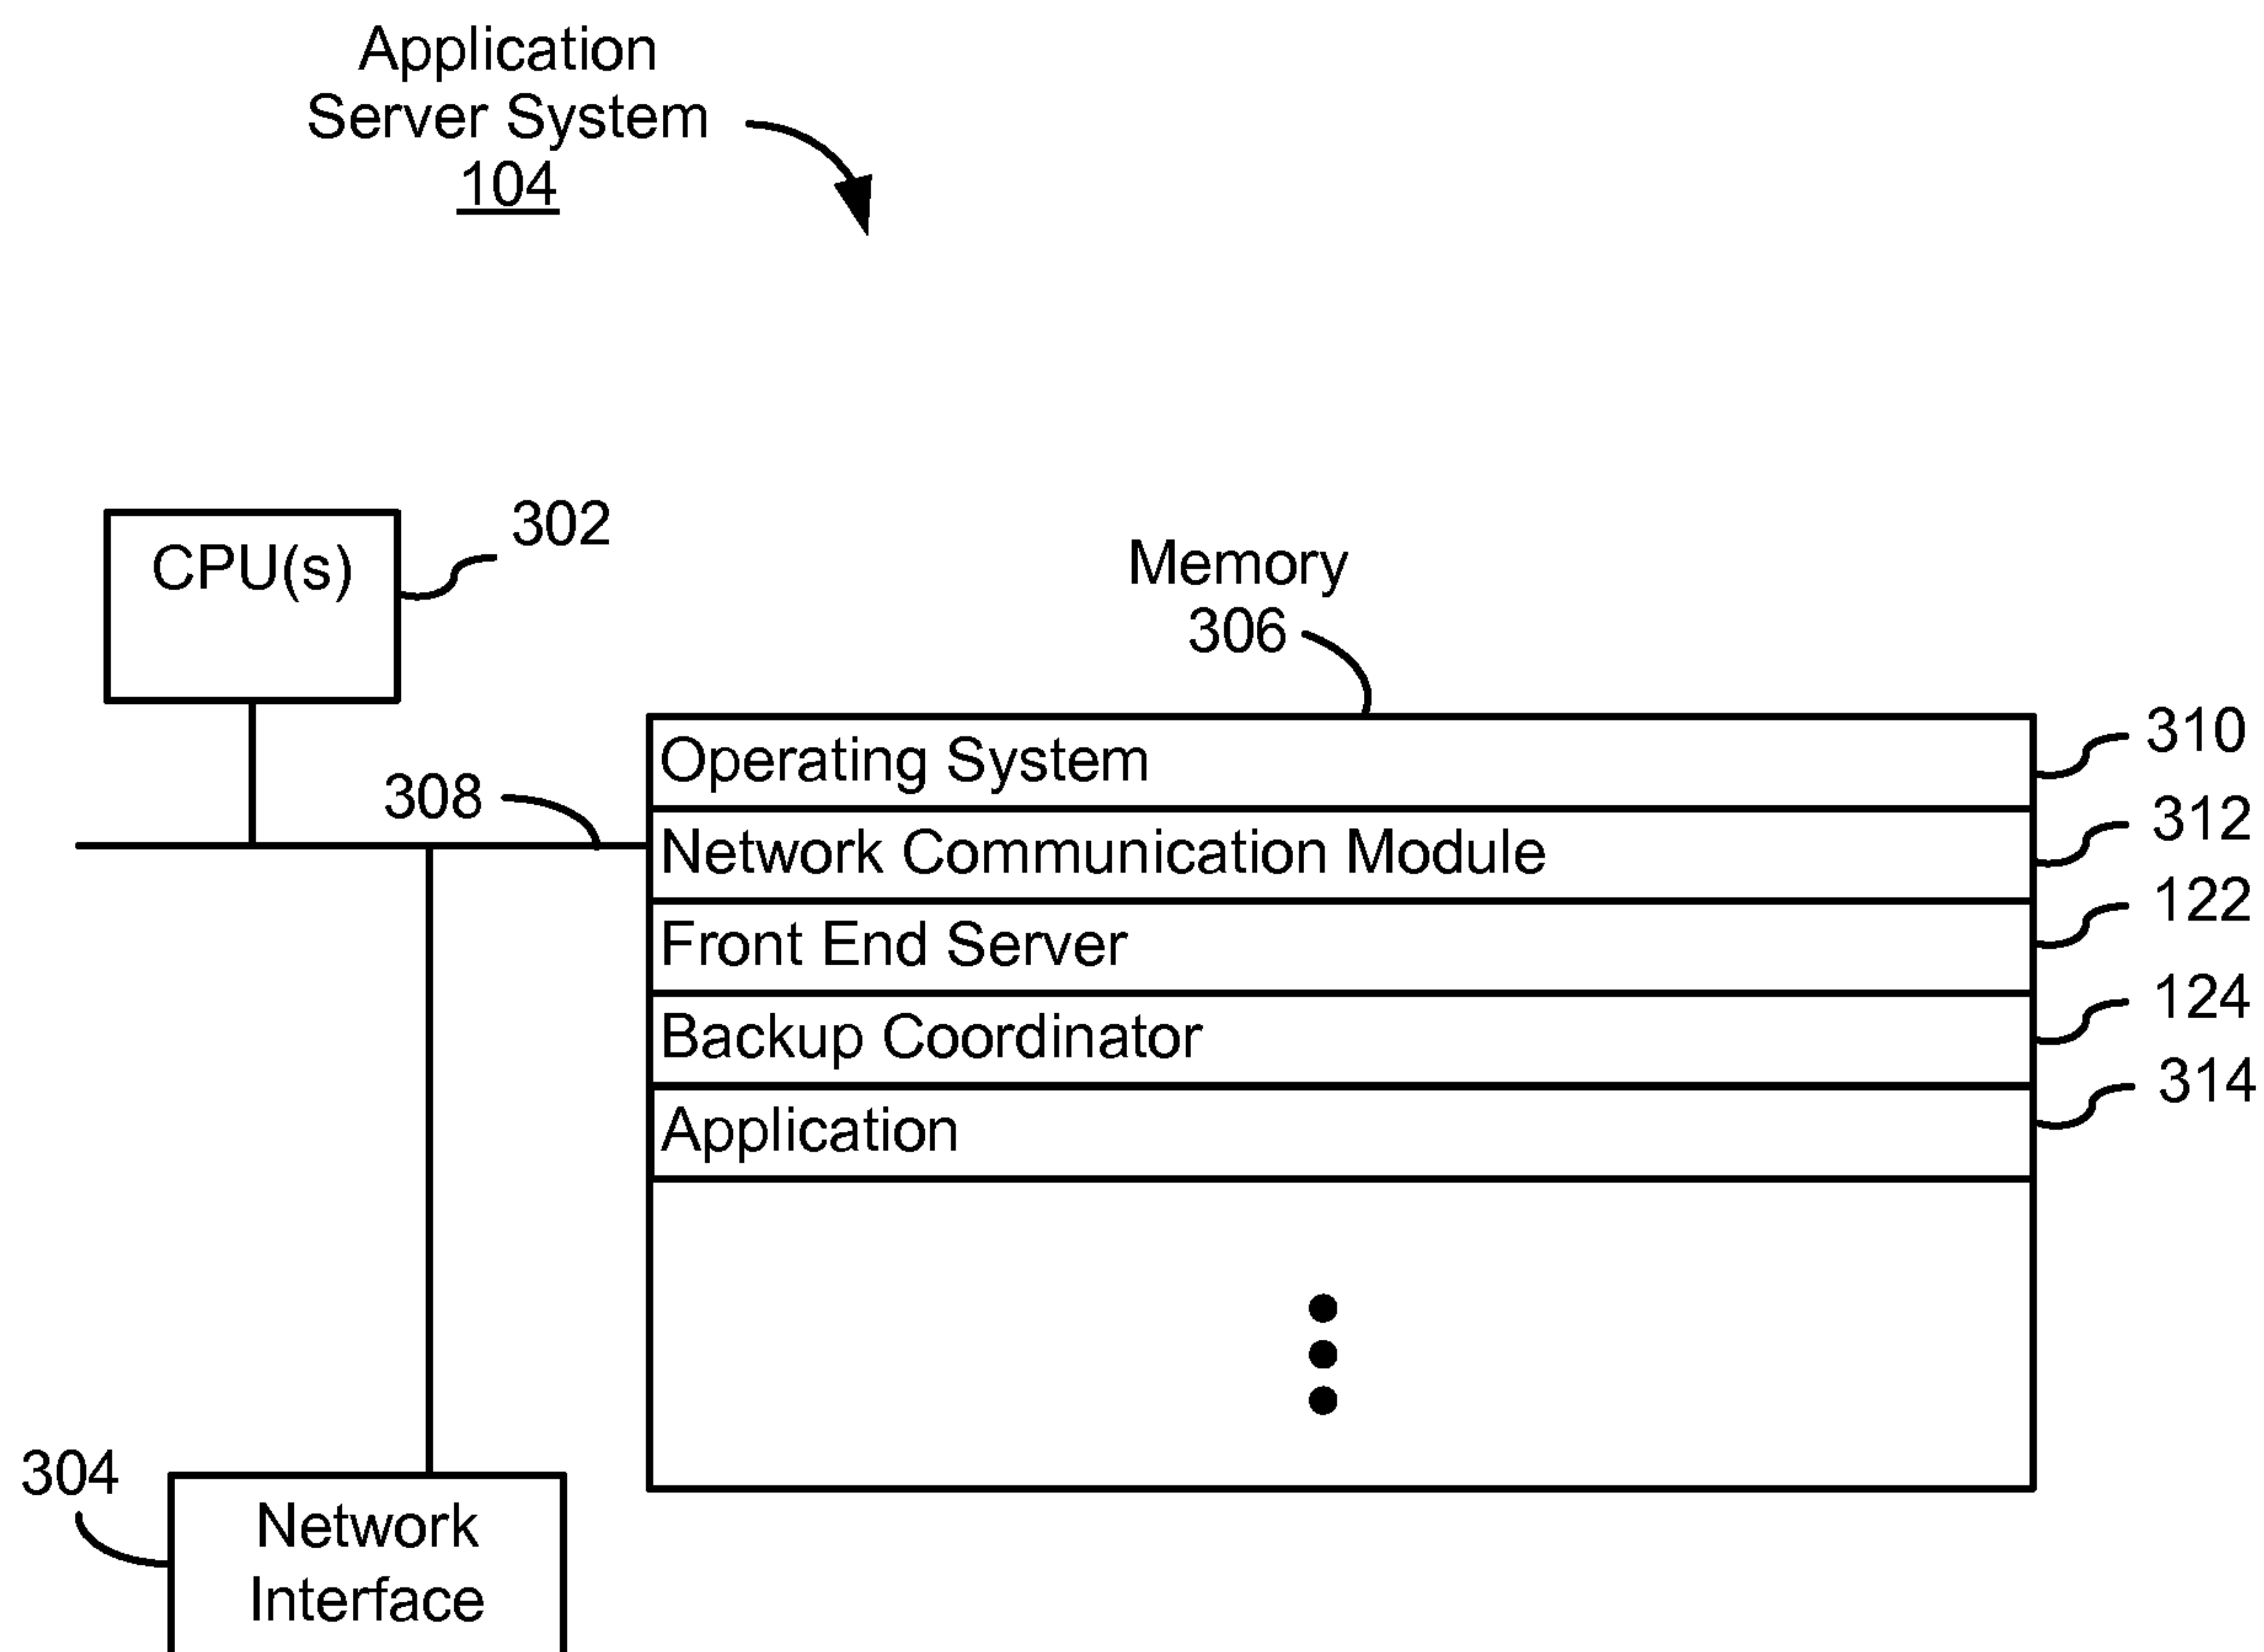 Application
Server System
104
CPU(s)
302
Memory
306
308
Operating System
310
Network Communication Module
312
Front End Server
122
Backup Coordinator
124
Application
314
304
Network
Interface